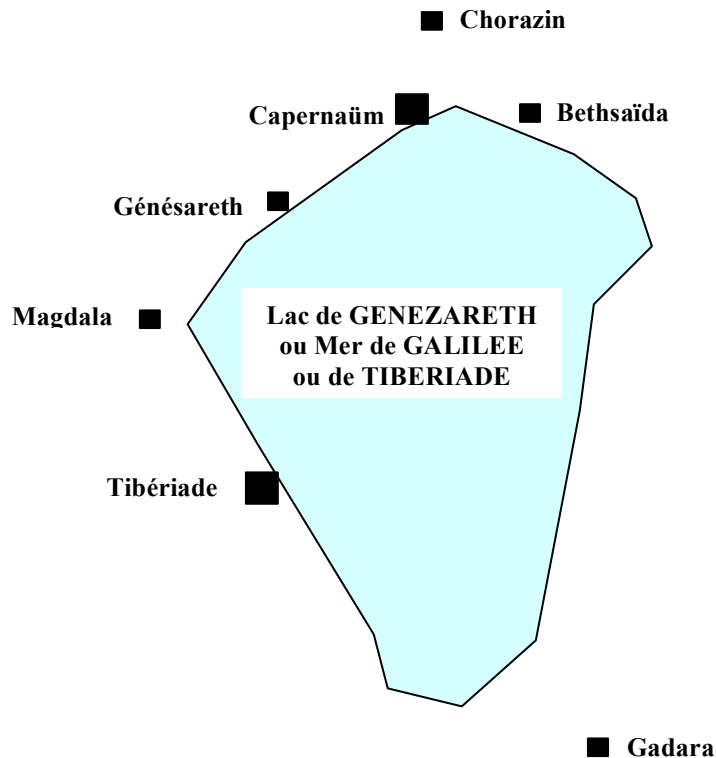 Chorazin
Capernaüm
Bethsaïda
Génésareth
Magdala
Lac de GENEZARETH
ou Mer de GALILEE
ou de TIBERIADE
Tibériade
Gadara